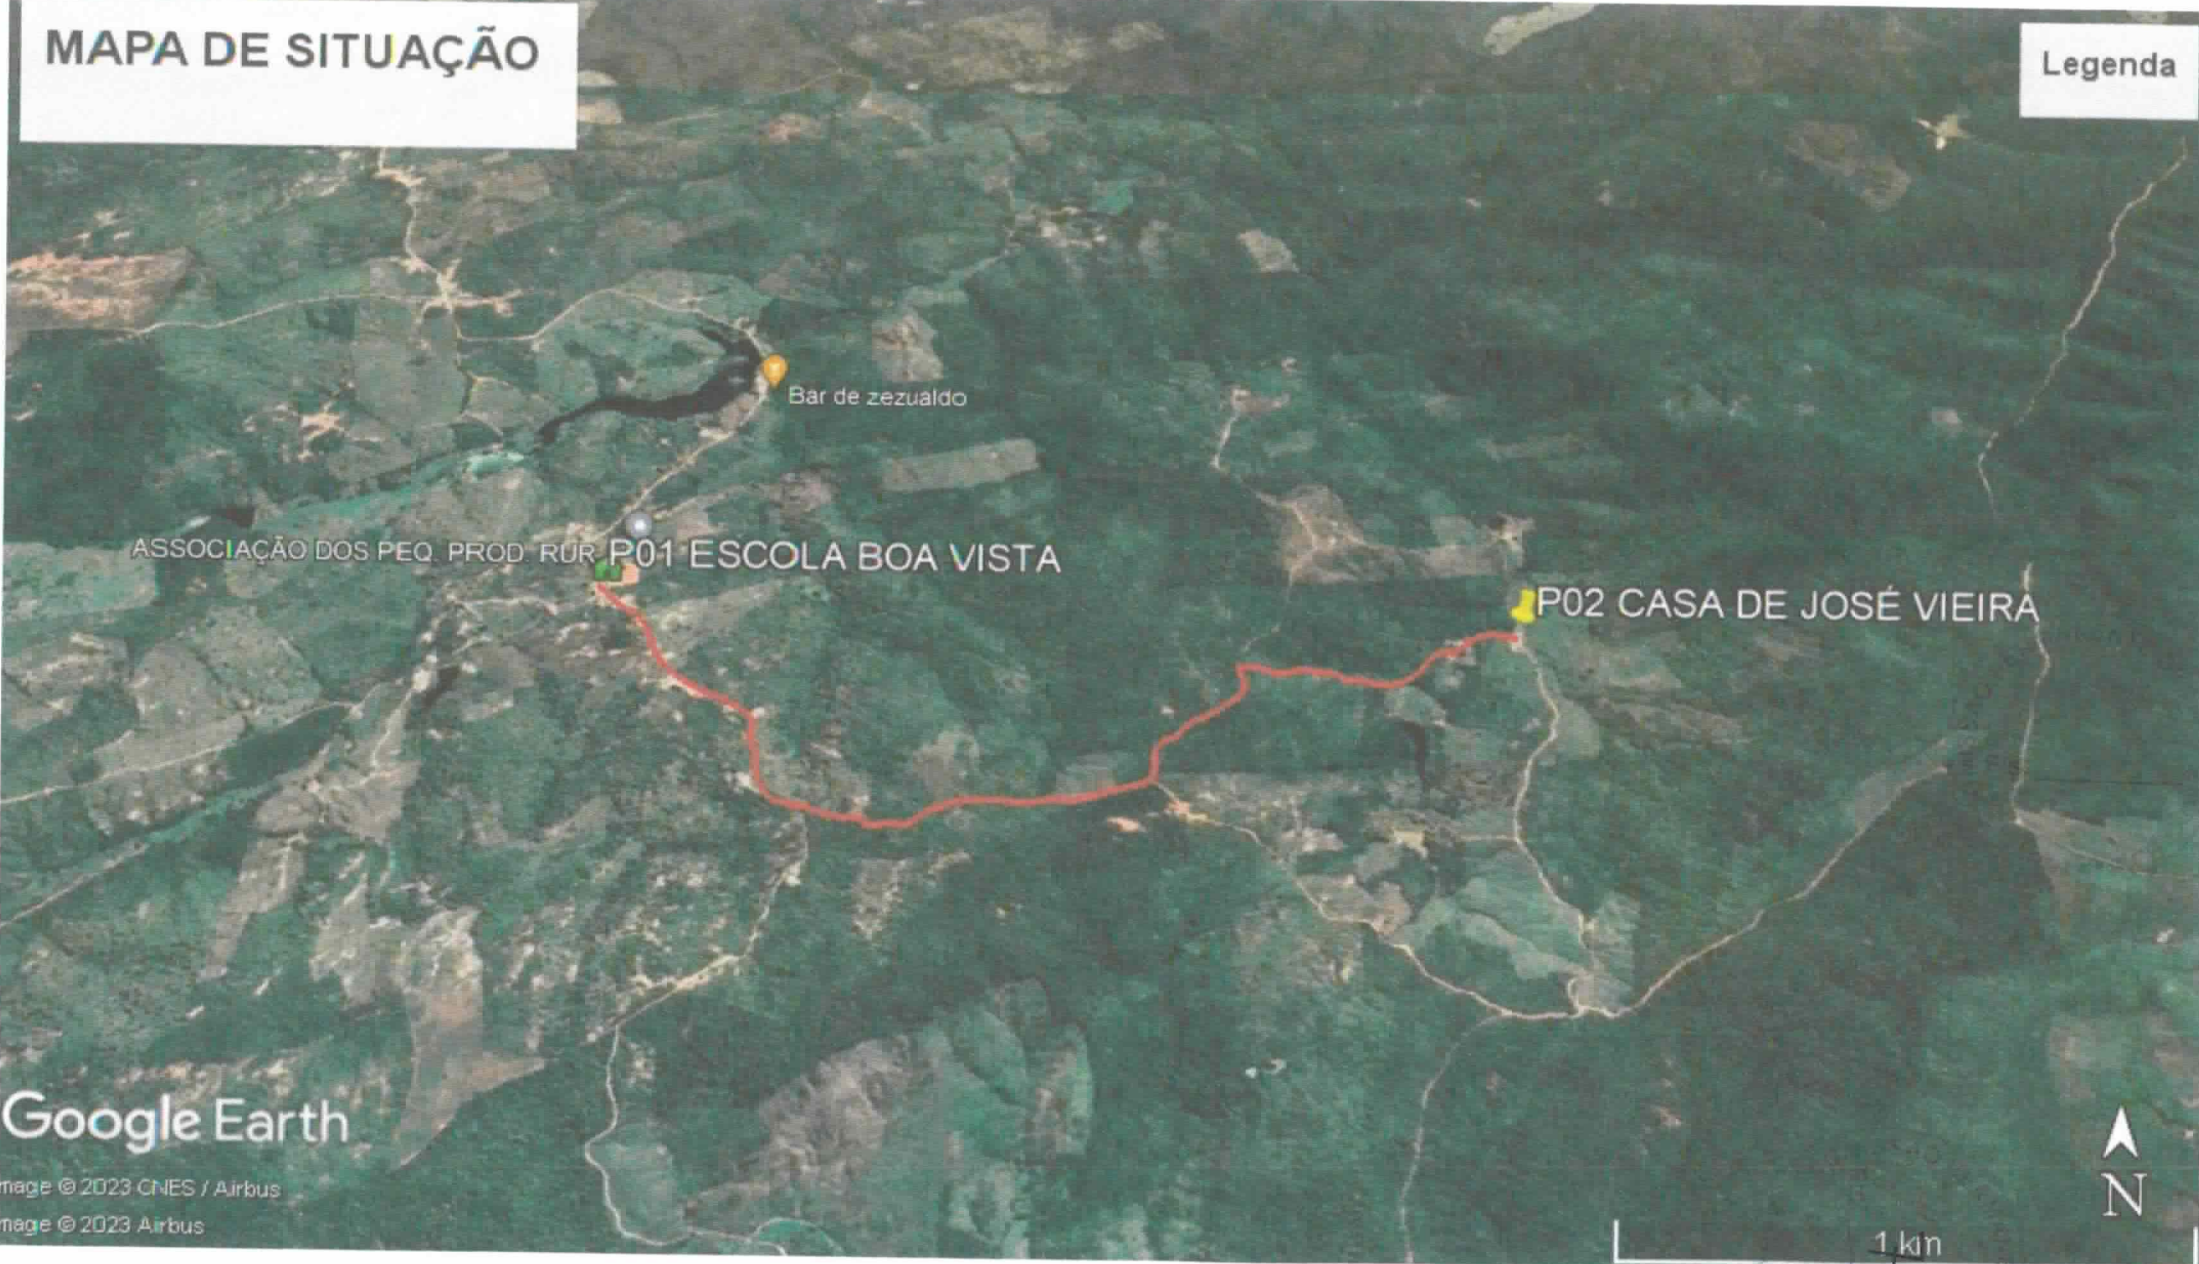 MAPA DE SITUAÇÃO
Legenda
Bar de zezualdo
ASSOCIAÇÃO DOS PEQ. PROD. RUR
P01 ESCOLA BOA VISTA
P02 CASA DE JOSÉ VIEIRA
Google Earth
mage © 2023 CNES / Airbus
mage © 2023 Airbus
N
1 km